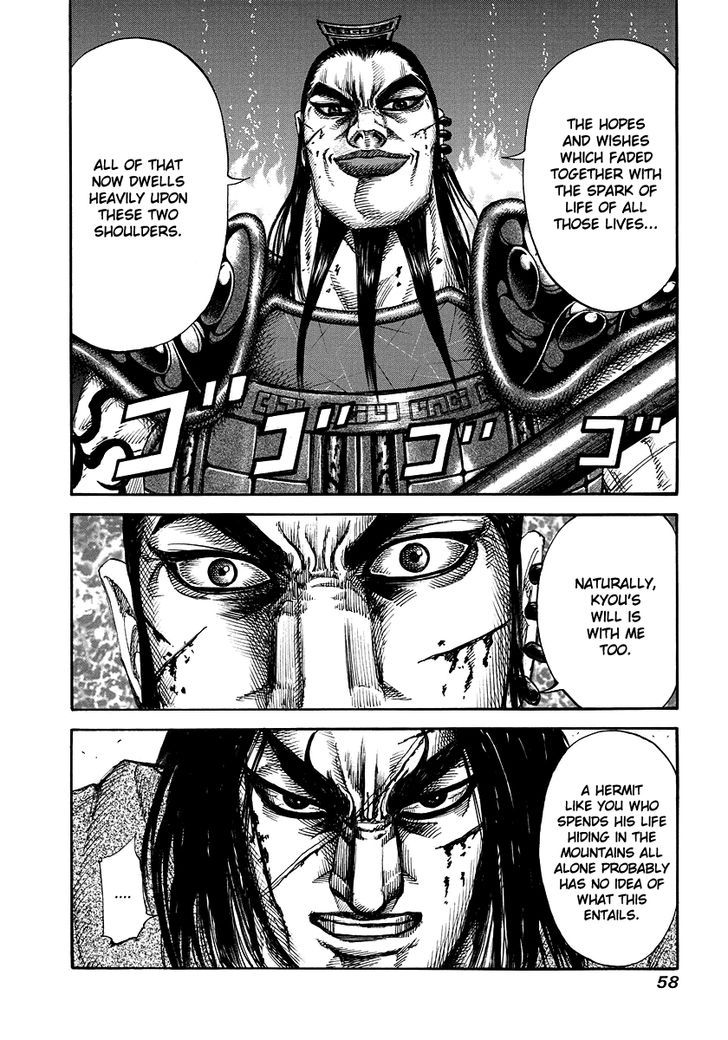 THE HOPES
AND WISHES
WHICH FADED
TOGETHER WITH
THE SPARK OF
LIFE OF ALL
THOSE LIVES...
ALL OF THAT
NOW DWELLS
HEAVILY UPON
THESE TWO
SHOULDERS.
ゴゴゴゴ
NATURALLY,
KYOU'S
WILL IS
WITH ME
TOO.
A HERMIT
LIKE YOU WHO
SPENDS HIS LIFE
HIDING IN THE
MOUNTAINS ALL
ALONE PROBABLY
HAS NO IDEA OF
WHAT THIS
ENTAILS.
....
58